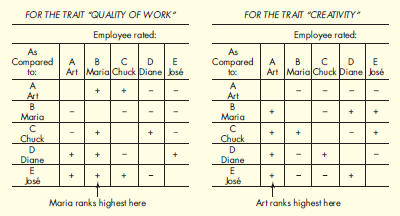 FOR THE TRAIT “QUALITY OF WORK”
Employee rated:
As Compared to: A Art B Maria C Chuck D Diane E José
A Art + + – –
B Maria – – – –
C Chuck – + + –
D Diane + + – +
E José + + + –
Maria ranks highest here
FOR THE TRAIT “CREATIVITY”
Employee rated:
As Compared to: A Art B Maria C Chuck D Diane E José
A Art – – – –
B Maria + – + +
C Chuck + + – +
D Diane + – + –
E José + – – +
Art ranks highest here